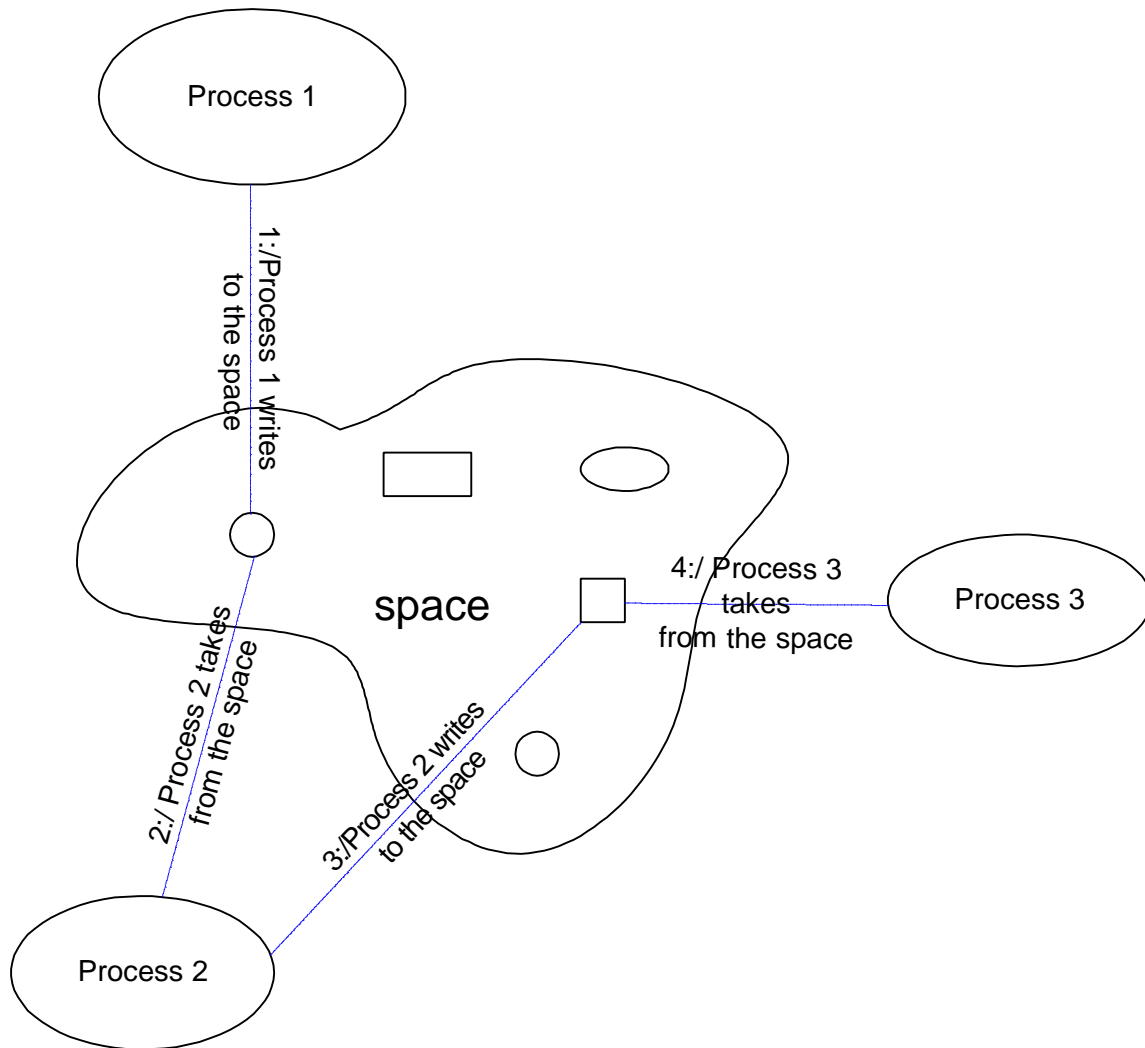 Process 1
1:/Process 1 writes
to the space
space
4:/ Process 3
takes
from the space
Process 3
2:/ Process 2 takes
from the space
3:/Process 2 writes
to the space
Process 2